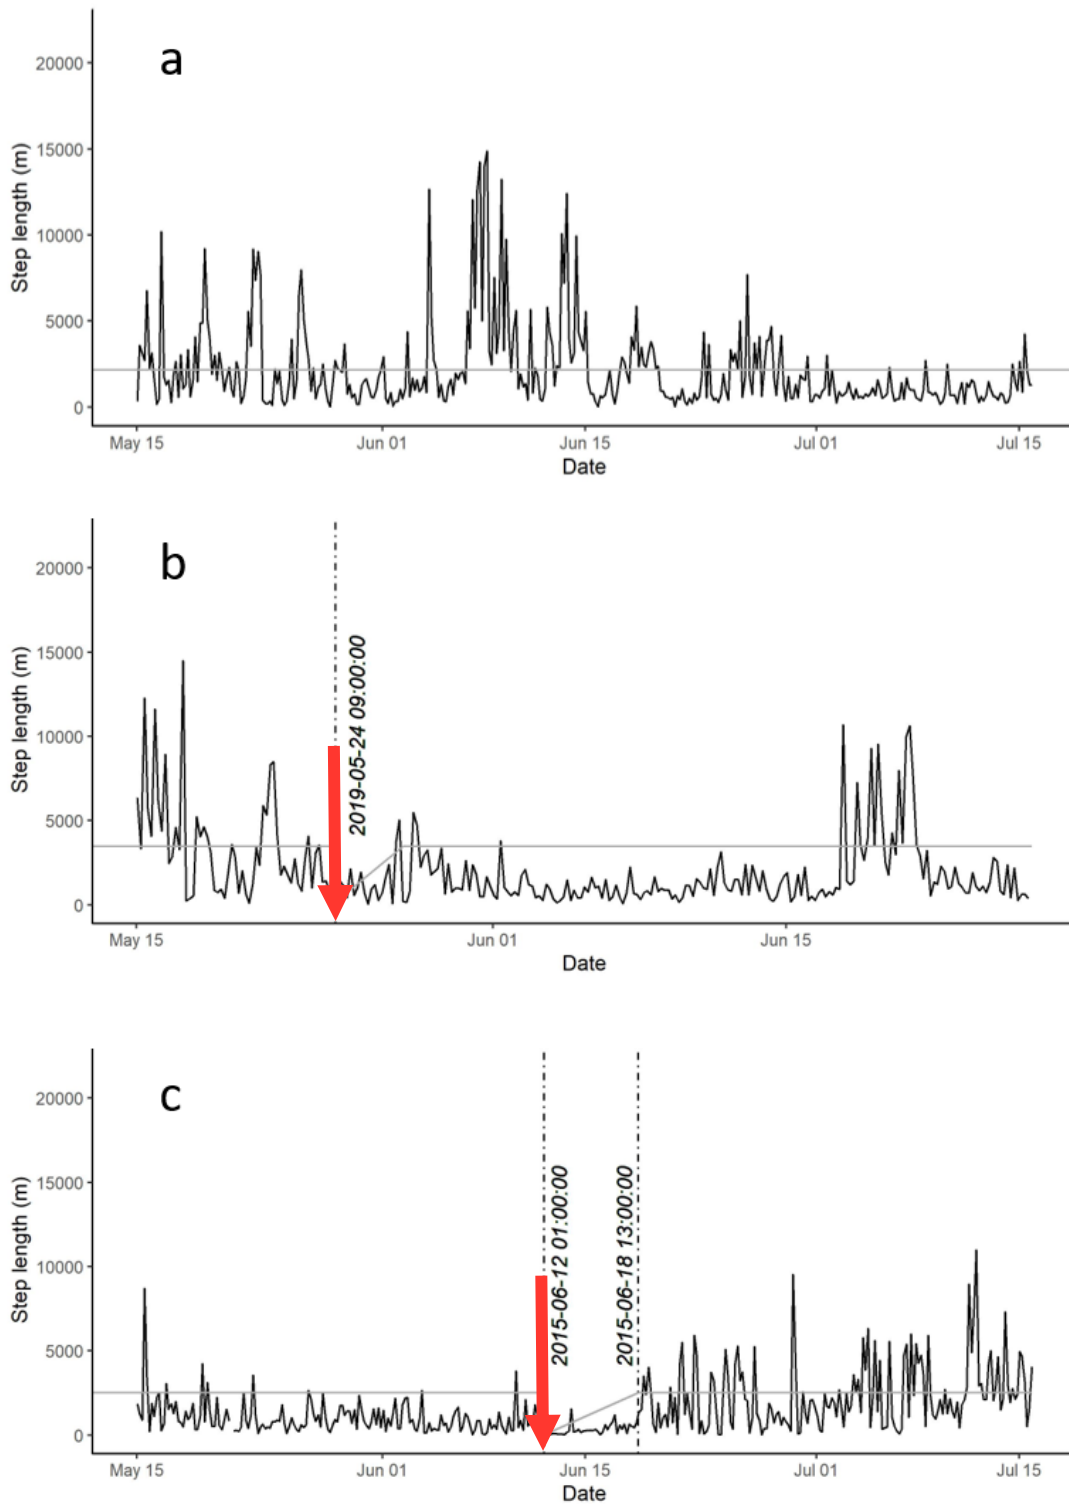 a
20000
15000
10000
5000
0
Step length (m)
May 15
Jun 01
Jun 15
Jul 01
Jul 15
Date
b
20000
15000
10000
5000
0
Step length (m)
2019-05-24 09:00:00
May 15
Jun 01
Jun 15
Date
c
20000
15000
10000
5000
0
Step length (m)
2015-06-12 01:00:00
2015-06-18 13:00:00
May 15
Jun 01
Jun 15
Jul 01
Jul 15
Date